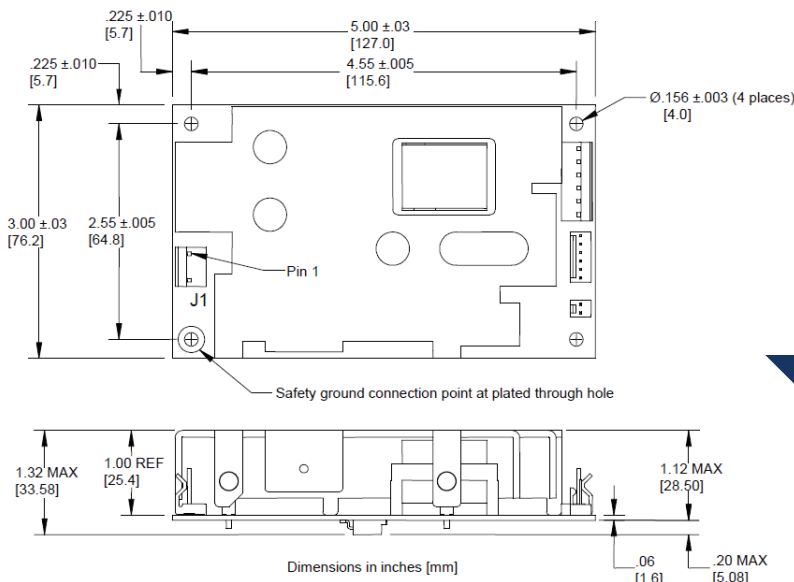 .225 ±.010
[5.7]
5.00 ±.03
[127.0]
.225 ±.010
[5.7]
4.55 ±.005
[115.6]
Ø.156 ±.003 (4 places)
[4.0]
3.00 ±.03
[76.2]
2.55 ±.005
[64.8]
Pin 1
J1
Safety ground connection point at plated through hole
1.32 MAX
[33.58]
1.00 REF
[25.4]
1.12 MAX
[28.50]
Dimensions in inches [mm]
.06
[1.6]
.20 MAX
[5.08]